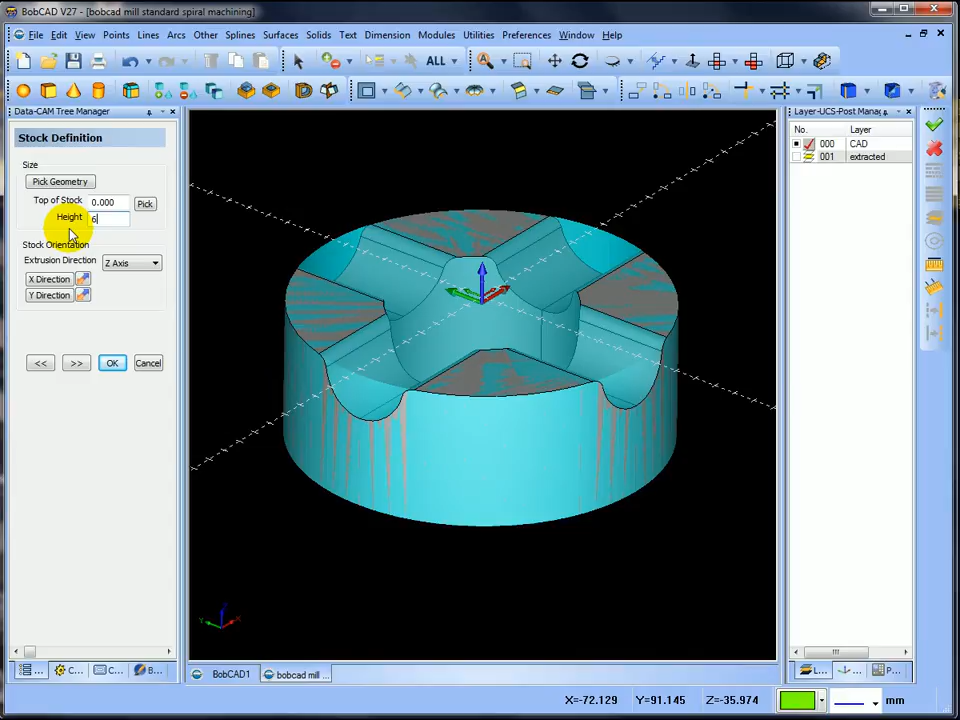 BobCAD V27 - [bobcad mill standard spiral machining]
File Edit View Points Lines Arcs Other Splines Surfaces Solids Text Dimension Modules Utilities Preferences Window Help
ALL
Data-CAM Tree Manager
Layer-UCS-Post Manag
Stock Definition
No. Layer
000 CAD
001 extracted
Size
Pick Geometry
Top of Stock 0.000 Pick
Height 6
Stock Orientation
Extrusion Direction Z Axis
X Direction
Y Direction
<< >> OK Cancel
... C... C... B...
BobCAD1 bobcad mill ...
L... ... P...
X=-72.129 Y=91.145 Z=-35.974 mm